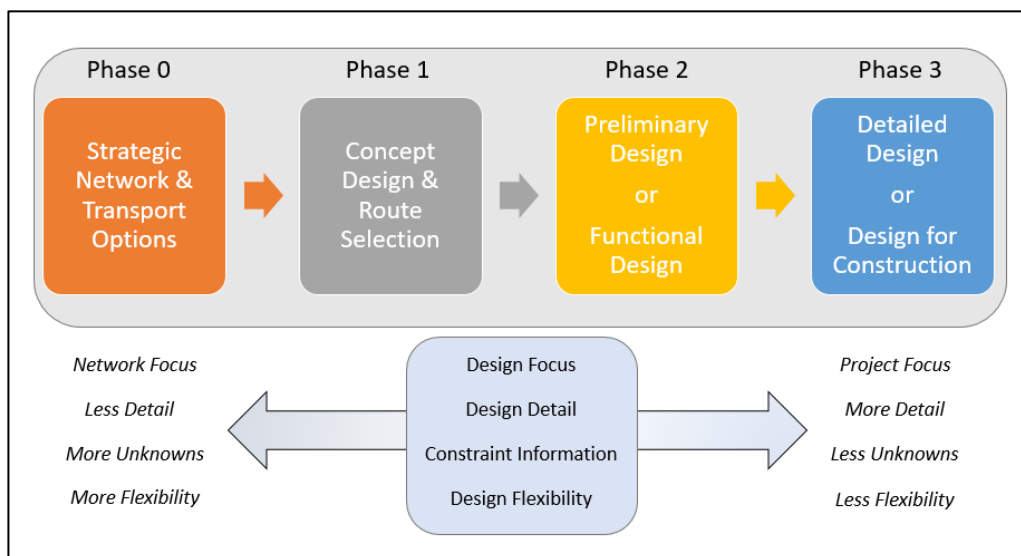 Phase 0
Phase 1
Phase 2
Phase 3
Strategic
Network &
Transport
Options
Concept
Design &
Route
Selection
Preliminary
Design
or
Functional
Design
Detailed
Design
or
Design for
Construction
Network Focus
Less Detail
More Unknowns
More Flexibility
Design Focus
Design Detail
Constraint Information
Design Flexibility
Project Focus
More Detail
Less Unknowns
Less Flexibility